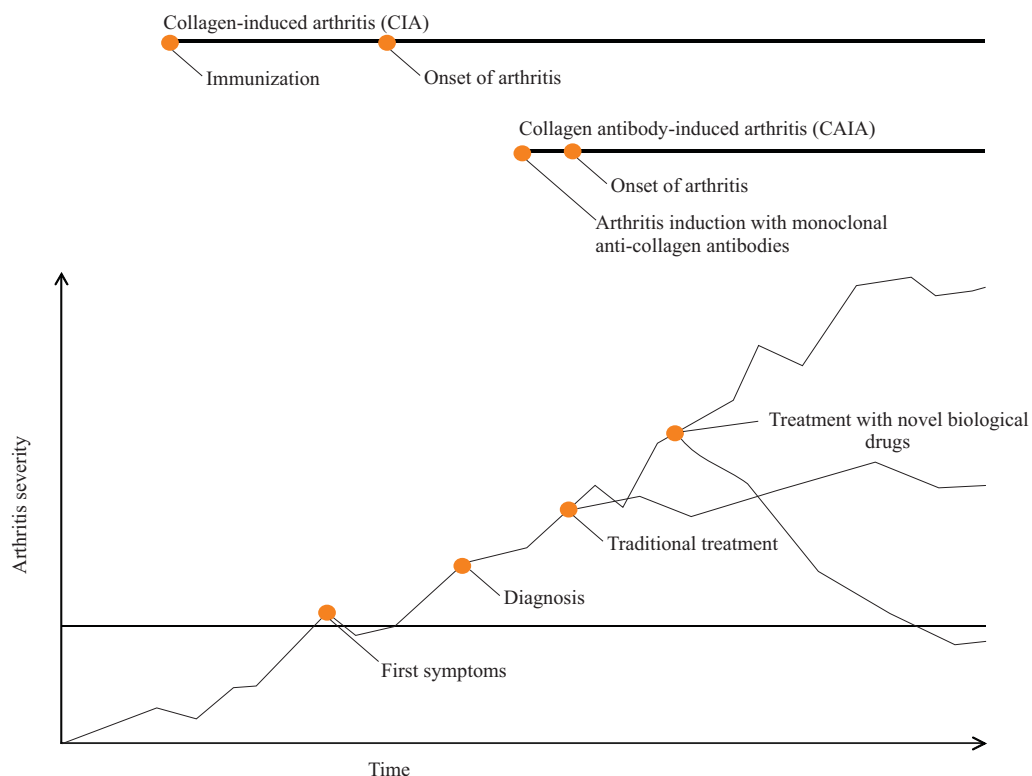 Collagen-induced arthritis (CIA)
Immunization
Onset of arthritis
Collagen antibody-induced arthritis (CAIA)
Onset of arthritis
Arthritis induction with monoclonal
anti-collagen antibodies
Treatment with novel biological
drugs
Traditional treatment
Diagnosis
First symptoms
Arthritis severity
Time